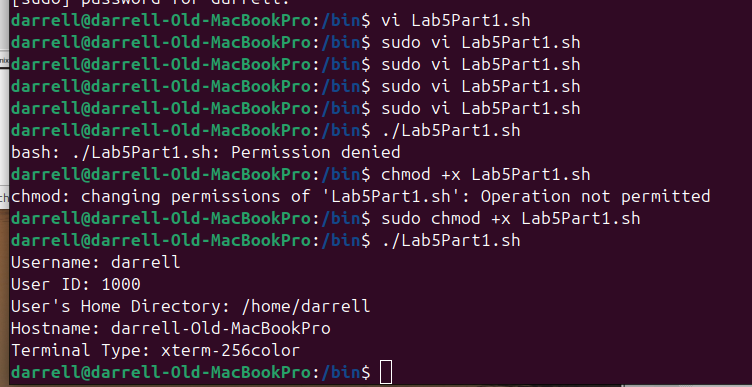 [sudo] password for darrell:
darrell@darrell-Old-MacBookPro:/bin$ vi Lab5Part1.sh
darrell@darrell-Old-MacBookPro:/bin$ sudo vi Lab5Part1.sh
darrell@darrell-Old-MacBookPro:/bin$ sudo vi Lab5Part1.sh
darrell@darrell-Old-MacBookPro:/bin$ sudo vi Lab5Part1.sh
darrell@darrell-Old-MacBookPro:/bin$ sudo vi Lab5Part1.sh
darrell@darrell-Old-MacBookPro:/bin$ ./Lab5Part1.sh
bash: ./Lab5Part1.sh: Permission denied
darrell@darrell-Old-MacBookPro:/bin$ chmod +x Lab5Part1.sh
chmod: changing permissions of 'Lab5Part1.sh': Operation not permitted
darrell@darrell-Old-MacBookPro:/bin$ sudo chmod +x Lab5Part1.sh
darrell@darrell-Old-MacBookPro:/bin$ ./Lab5Part1.sh
Username: darrell
User ID: 1000
User's Home Directory: /home/darrell
Hostname: darrell-Old-MacBookPro
Terminal Type: xterm-256color
darrell@darrell-Old-MacBookPro:/bin$